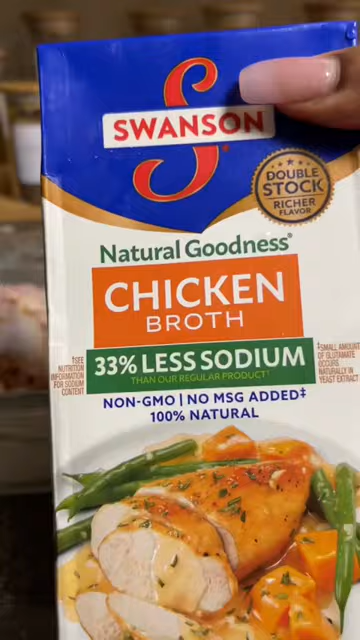 SWANSON
DOUBLE
STOCK
RICHER
FLAVOR
Natural Goodness®
CHICKEN
BROTH
33% LESS SODIUM
THAN OUR REGULAR PRODUCT†
†SEE
NUTRITION
INFORMATION
FOR SODIUM
CONTENT
‡SMALL AMOUNT
OF GLUTAMATE
OCCURS
NATURALLY IN
YEAST EXTRACT
NON-GMO | NO MSG ADDED‡
100% NATURAL